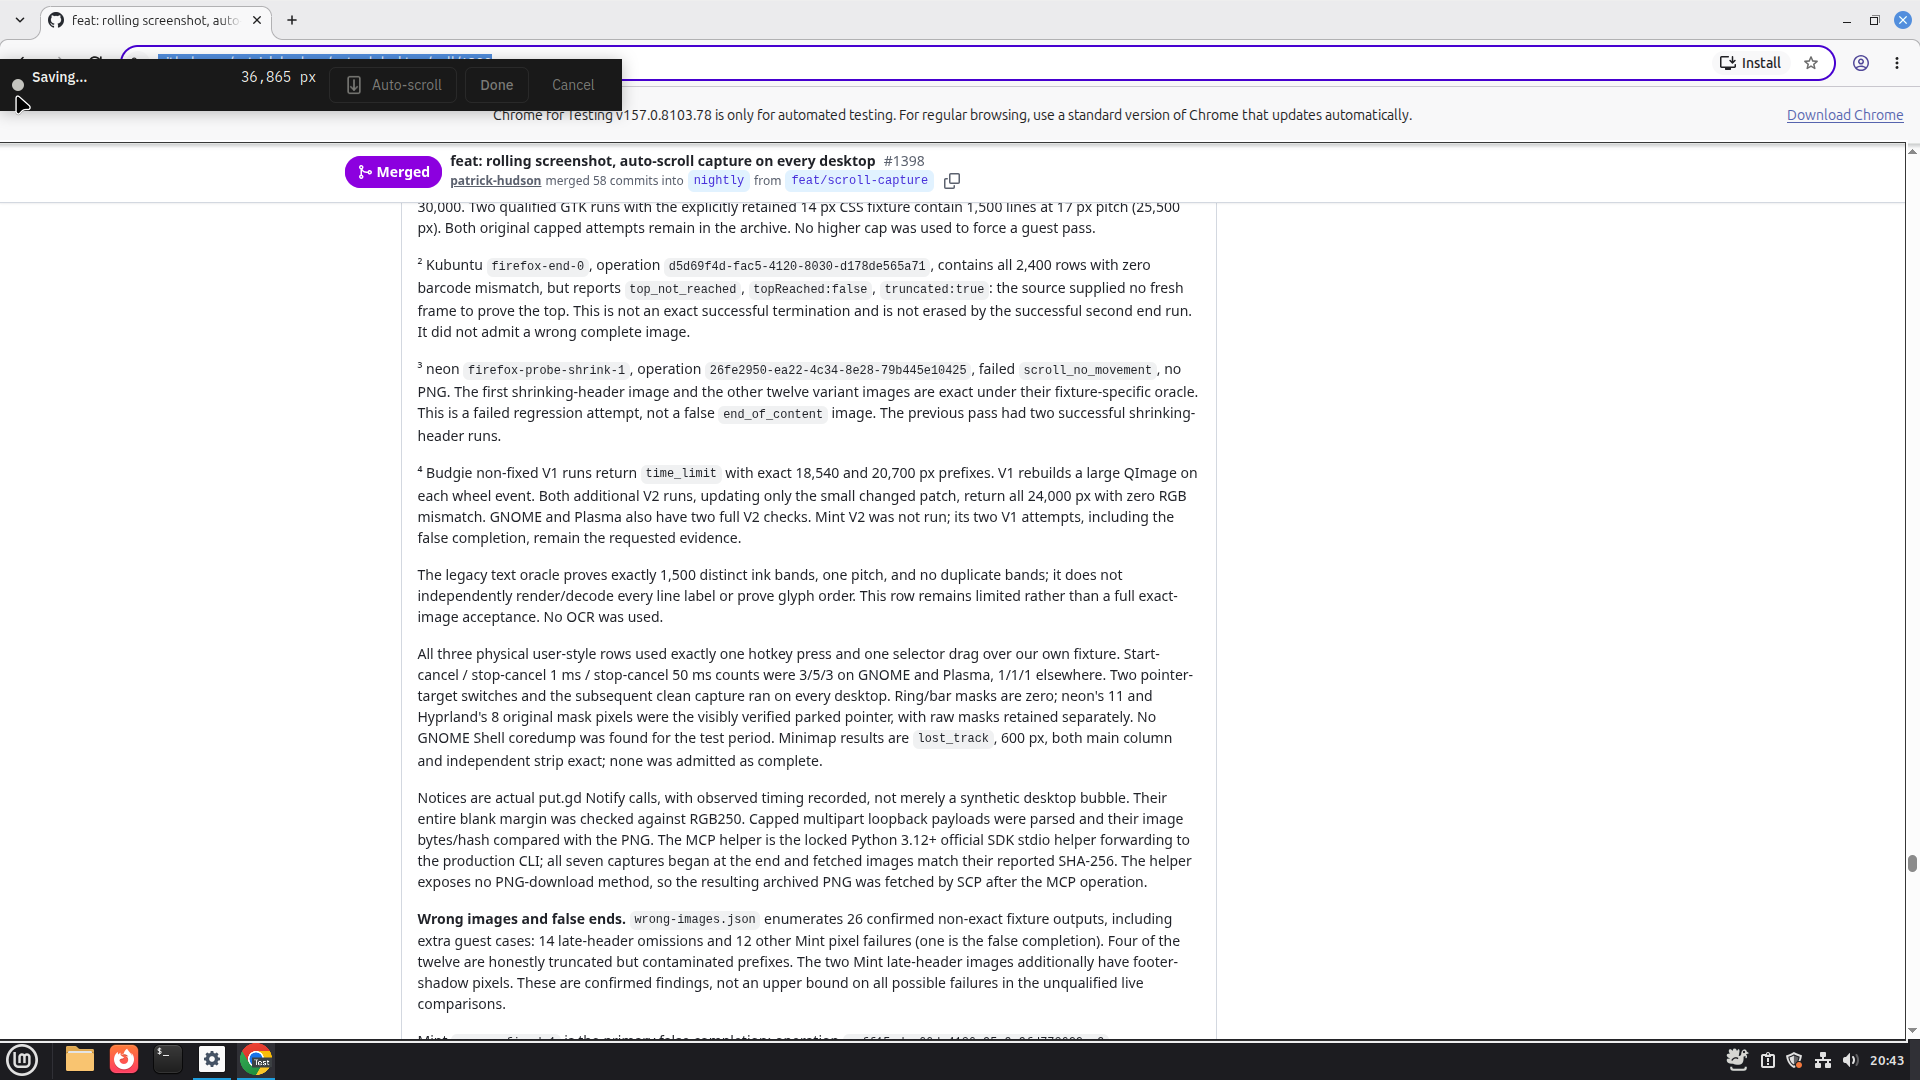 feat: rolling screenshot, auto
Saving...
36,865 px
Auto-scroll
Done
Cancel
Install
Chrome for Testing v157.0.8103.78 is only for automated testing. For regular browsing, use a standard version of Chrome that updates automatically.
Download Chrome
Merged
feat: rolling screenshot, auto-scroll capture on every desktop #1398
patrick-hudson merged 58 commits into nightly from feat/scroll-capture
30,000. Two qualified GTK runs with the explicitly retained 14 px CSS fixture contain 1,500 lines at 17 px pitch (25,500
px). Both original capped attempts remain in the archive. No higher cap was used to force a guest pass.
² Kubuntu firefox-end-0, operation d5d69f4d-fac5-4120-8030-d178de565a71, contains all 2,400 rows with zero
barcode mismatch, but reports top_not_reached, topReached:false, truncated:true: the source supplied no fresh
frame to prove the top. This is not an exact successful termination and is not erased by the successful second end run.
It did not admit a wrong complete image.
³ neon firefox-probe-shrink-1, operation 26fe2950-ea22-4c34-8e28-79b445e10425, failed scroll_no_movement, no
PNG. The first shrinking-header image and the other twelve variant images are exact under their fixture-specific oracle.
This is a failed regression attempt, not a false end_of_content image. The previous pass had two successful shrinking-
header runs.
⁴ Budgie non-fixed V1 runs return time_limit with exact 18,540 and 20,700 px prefixes. V1 rebuilds a large QImage on
each wheel event. Both additional V2 runs, updating only the small changed patch, return all 24,000 px with zero RGB
mismatch. GNOME and Plasma also have two full V2 checks. Mint V2 was not run; its two V1 attempts, including the
false completion, remain the requested evidence.
The legacy text oracle proves exactly 1,500 distinct ink bands, one pitch, and no duplicate bands; it does not
independently render/decode every line label or prove glyph order. This row remains limited rather than a full exact-
image acceptance. No OCR was used.
All three physical user-style rows used exactly one hotkey press and one selector drag over our own fixture. Start-
cancel / stop-cancel 1 ms / stop-cancel 50 ms counts were 3/5/3 on GNOME and Plasma, 1/1/1 elsewhere. Two pointer-
target switches and the subsequent clean capture ran on every desktop. Ring/bar masks are zero; neon's 11 and
Hyprland's 8 original mask pixels were the visibly verified parked pointer, with raw masks retained separately. No
GNOME Shell coredump was found for the test period. Minimap results are lost_track, 600 px, both main column
and independent strip exact; none was admitted as complete.
Notices are actual put.gd Notify calls, with observed timing recorded, not merely a synthetic desktop bubble. Their
entire blank margin was checked against RGB250. Capped multipart loopback payloads were parsed and their image
bytes/hash compared with the PNG. The MCP helper is the locked Python 3.12+ official SDK stdio helper forwarding to
the production CLI; all seven captures began at the end and fetched images match their reported SHA-256. The helper
exposes no PNG-download method, so the resulting archived PNG was fetched by SCP after the MCP operation.
Wrong images and false ends. wrong-images.json enumerates 26 confirmed non-exact fixture outputs, including
extra guest cases: 14 late-header omissions and 12 other Mint pixel failures (one is the false completion). Four of the
twelve are honestly truncated but contaminated prefixes. The two Mint late-header images additionally have footer-
shadow pixels. These are confirmed findings, not an upper bound on all possible failures in the unqualified live
comparisons.
Test
20:43